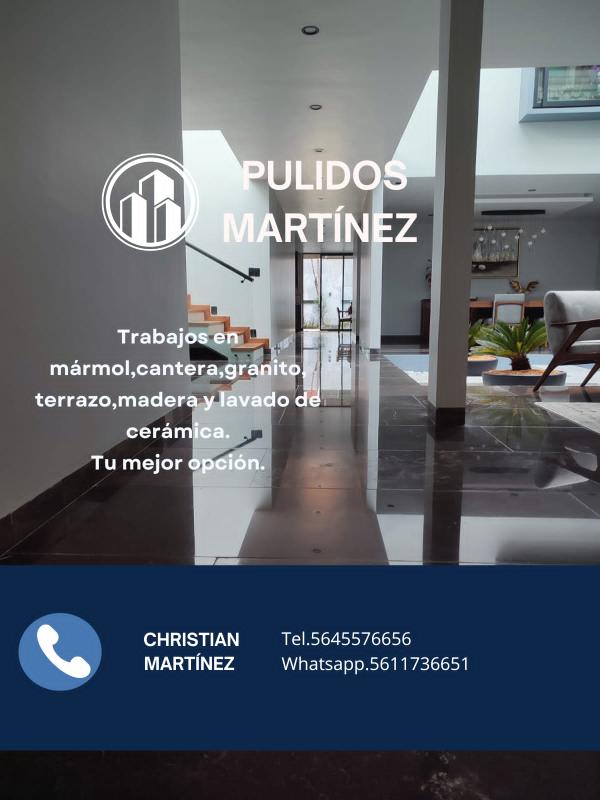 PULIDOS
MARTÍNEZ
Trabajos en
mármol,cantera,granito,
terrazo,madera y lavado de
cerámica.
Tu mejor opción.
CHRISTIAN
MARTÍNEZ
Tel.5645576656
Whatsapp.5611736651